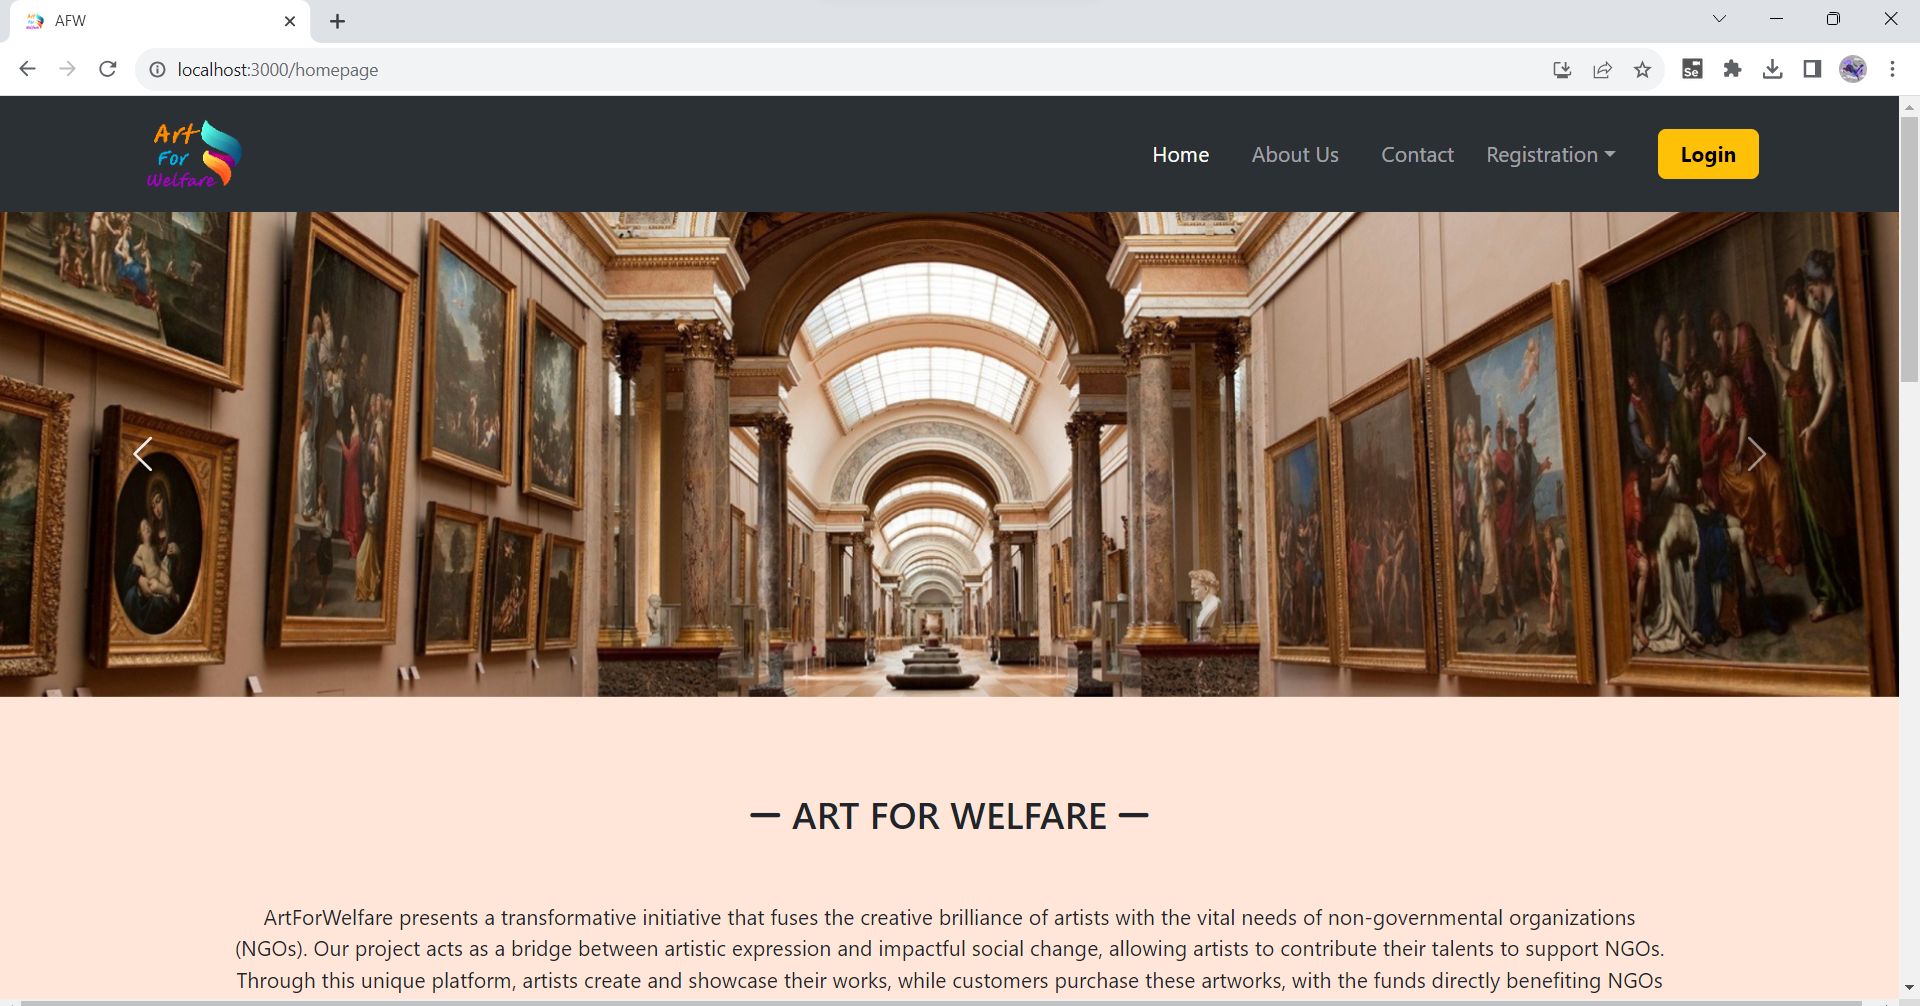 AFW
localhost:3000/homepage
Se
Art
For
Welfare
Home About Us Contact Registration Login
— ART FOR WELFARE —
ArtForWelfare presents a transformative initiative that fuses the creative brilliance of artists with the vital needs of non-governmental organizations
(NGOs). Our project acts as a bridge between artistic expression and impactful social change, allowing artists to contribute their talents to support NGOs.
Through this unique platform, artists create and showcase their works, while customers purchase these artworks, with the funds directly benefiting NGOs